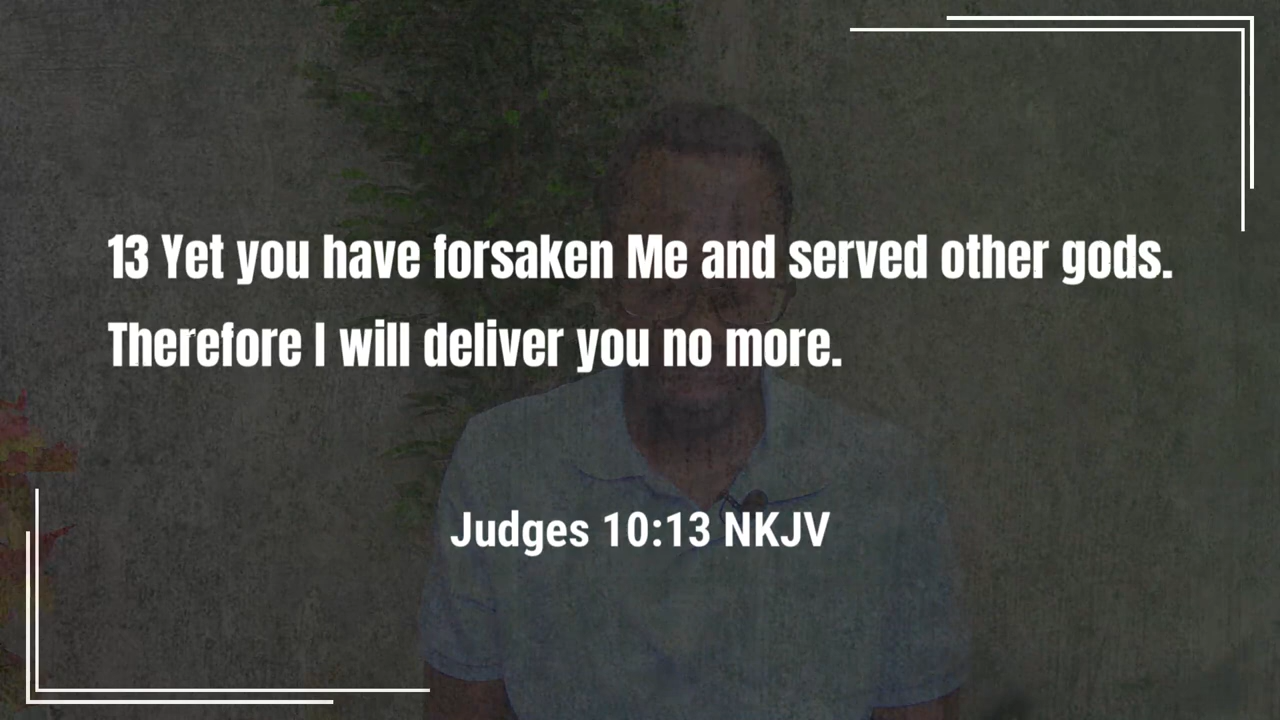 13 Yet you have forsaken Me and served other gods.
Therefore I will deliver you no more.
Judges 10:13 NKJV